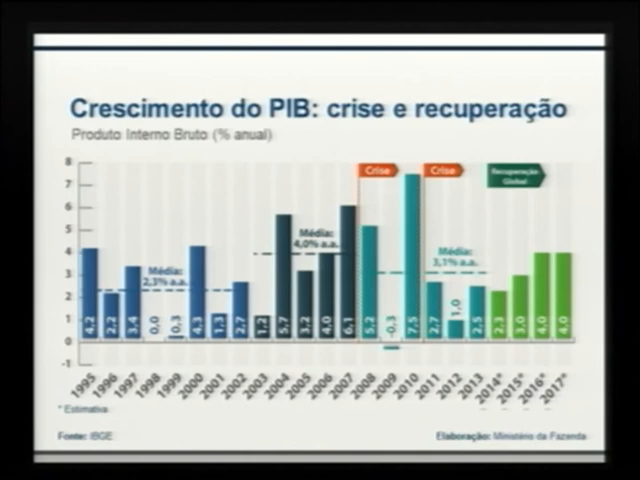 Crescimento do PIB: crise e recuperação
Produto Interno Bruto (% anual)
8
7
6
5
4
3
2
1
0
-1
Crise
Crise
Recuperação
Global
Média:
2,3% a.a.
Média:
4,0% a.a.
Média:
3,1% a.a.
4,2 2,2 3,4 0,0 0,3 4,3 1,3 2,7 1,2 5,7 3,2 4,0 6,1 5,2 -0,3 7,5 2,7 1,0 2,5 2,3 3,0 4,0 4,0
1995 1996 1997 1998 1999 2000 2001 2002 2003 2004 2005 2006 2007 2008 2009 2010 2011 2012 2013 2014* 2015* 2016* 2017*
* Estimativa
Fonte: IBGE
Elaboração: Ministério da Fazenda